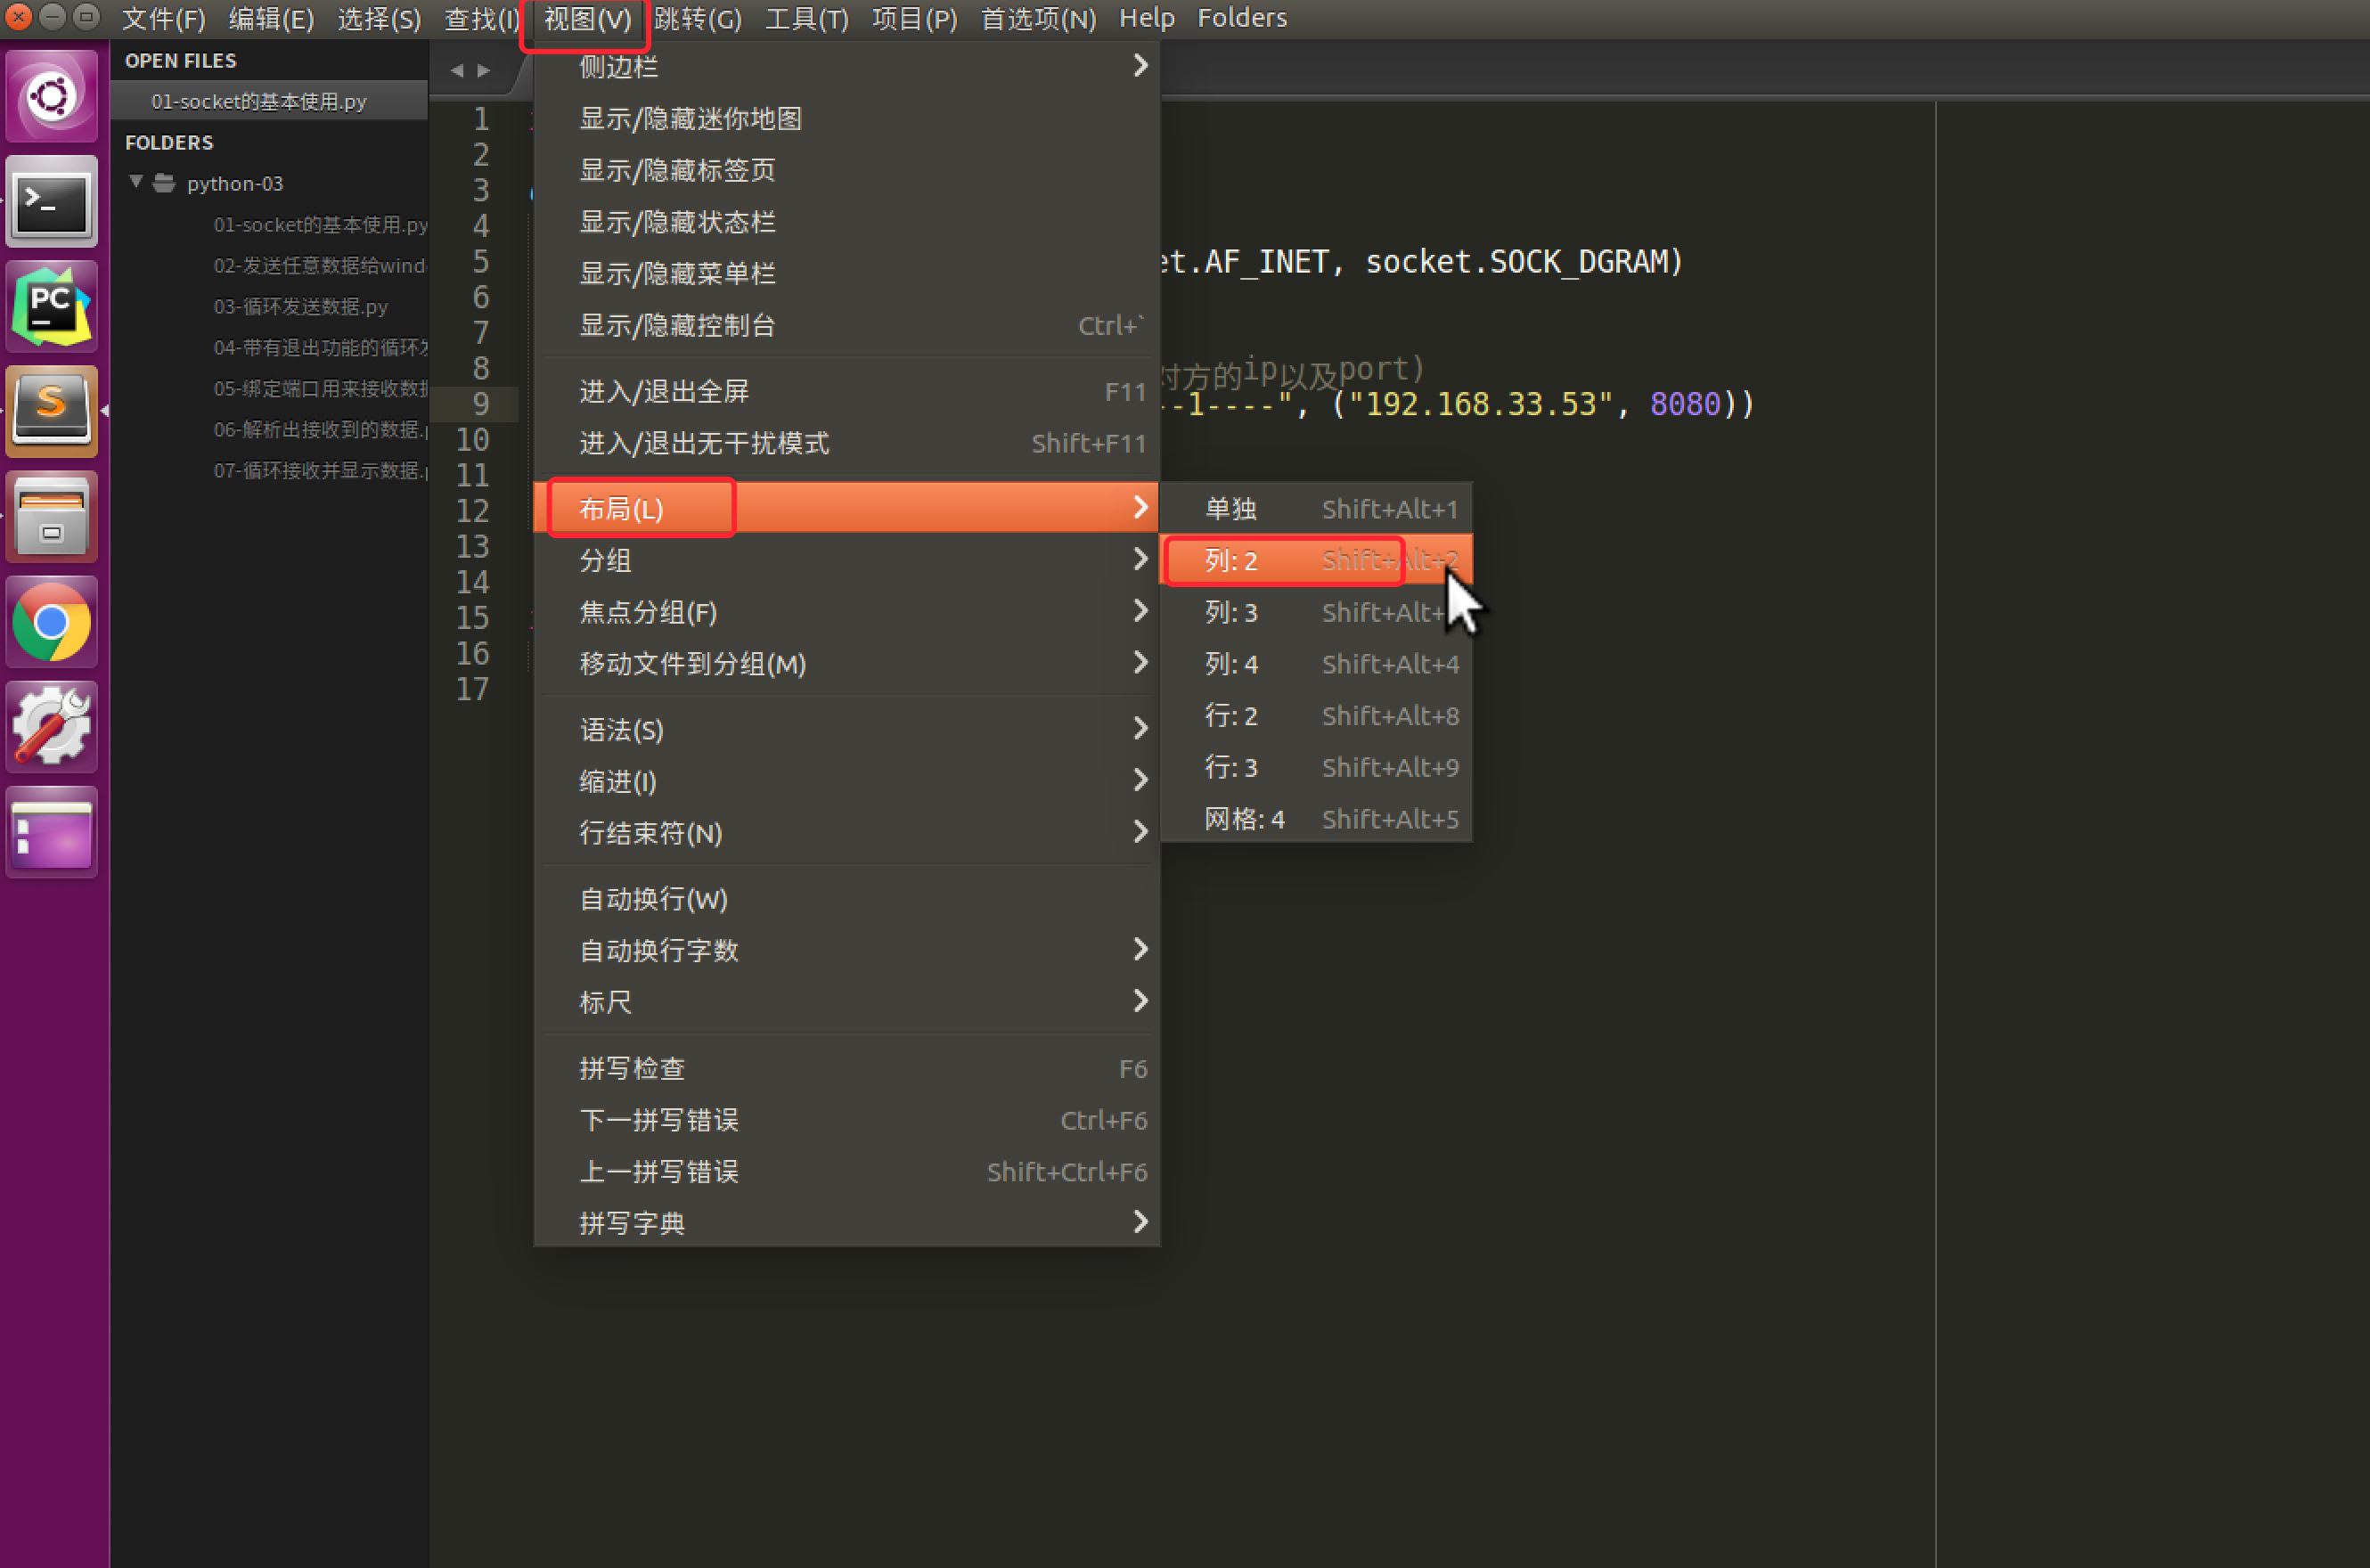 文件(F) 编辑(E) 选择(S) 查找(I) 视图(V) 跳转(G) 工具(T) 项目(P) 首选项(N) Help Folders
OPEN FILES
01-socket的基本使用.py
FOLDERS
python-03
01-socket的基本使用.py
02-发送任意数据给wind
03-循环发送数据.py
04-带有退出功能的循环
05-绑定端口用来接收数据
06-解析出接收到的数据.
07-循环接收并显示数据.
1
2
3
4
5
6
7
8
9
10
11
12
13
14
15
16
17
et.AF_INET, socket.SOCK_DGRAM)
对方的ip以及port)
--1----", ("192.168.33.53", 8080))
侧边栏
显示/隐藏迷你地图
显示/隐藏标签页
显示/隐藏状态栏
显示/隐藏菜单栏
显示/隐藏控制台 Ctrl+`
进入/退出全屏 F11
进入/退出无干扰模式 Shift+F11
布局(L)
分组
焦点分组(F)
移动文件到分组(M)
语法(S)
缩进(I)
行结束符(N)
自动换行(W)
自动换行字数
标尺
拼写检查 F6
下一拼写错误 Ctrl+F6
上一拼写错误 Shift+Ctrl+F6
拼写字典
单独 Shift+Alt+1
列: 2 Shift+Alt+2
列: 3 Shift+Alt+
列: 4 Shift+Alt+4
行: 2 Shift+Alt+8
行: 3 Shift+Alt+9
网格: 4 Shift+Alt+5
PC
S